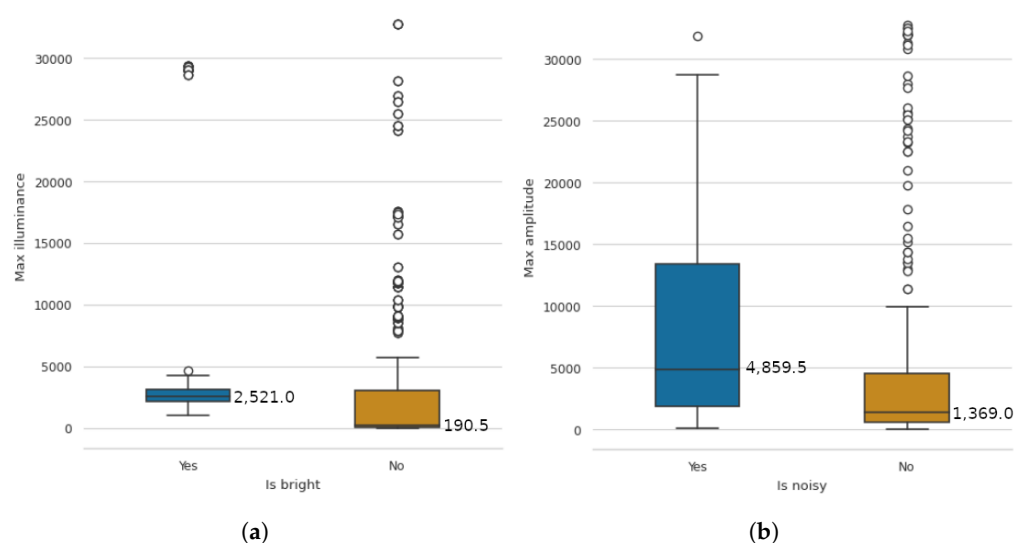 30000
25000
20000
15000
10000
5000
0
Max illuminance
2,521.0
190.5
Yes
No
Is bright
(a)
30000
25000
20000
15000
10000
5000
0
Max amplitude
4,859.5
1,369.0
Yes
No
Is noisy
(b)